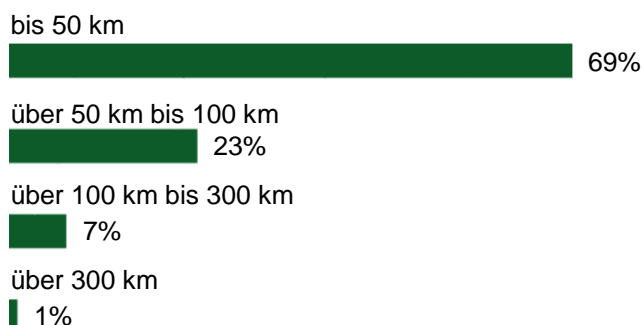 bis 50 km
69%
über 50 km bis 100 km
23%
über 100 km bis 300 km
7%
über 300 km
1%